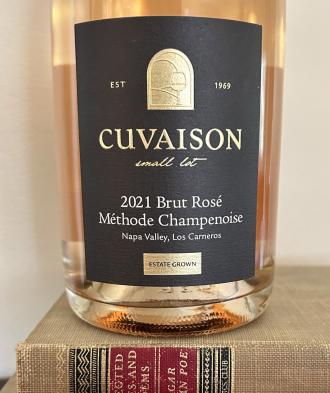 EST 1969
CUVAISON
small lot
2021 Brut Rosé
Méthode Champenoise
Napa Valley, Los Carneros
ESTATE GROWN